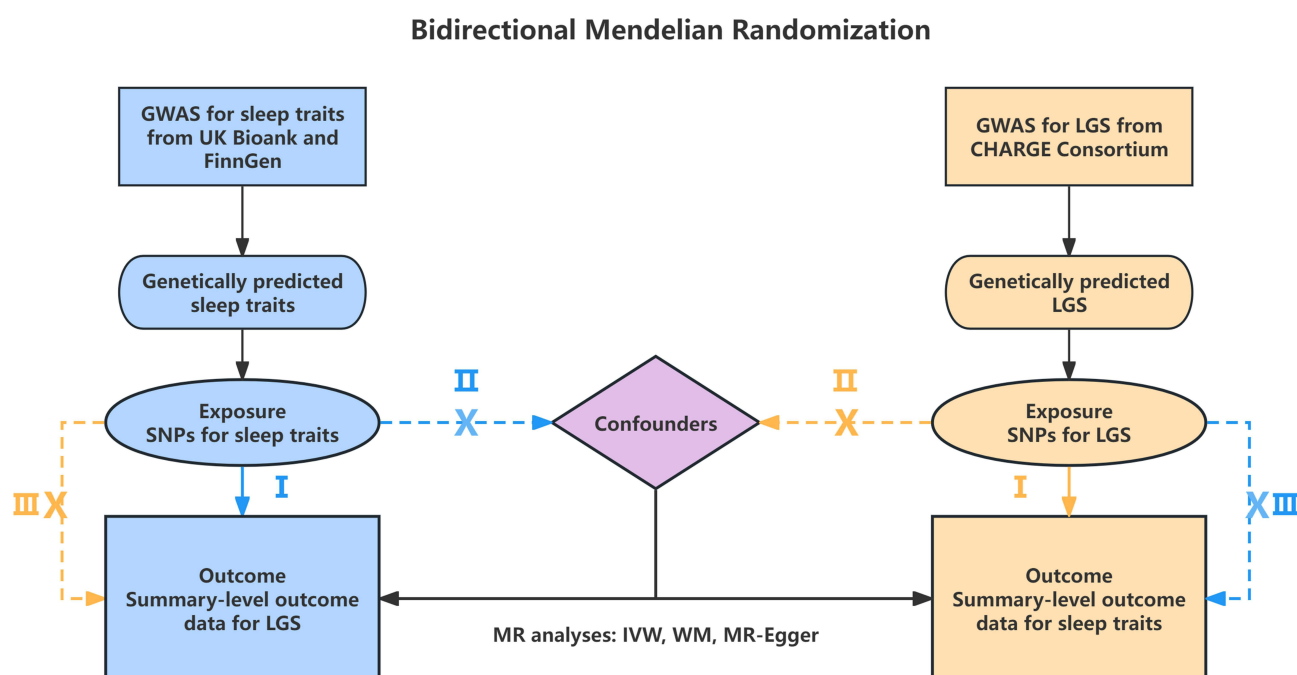 Bidirectional Mendelian Randomization
GWAS for sleep traits
from UK Bioank and
FinnGen
GWAS for LGS from
CHARGE Consortium
Genetically predicted
sleep traits
Genetically predicted
LGS
Exposure
SNPs for sleep traits
II
X
Confounders
II
X
Exposure
SNPs for LGS
III X
I
I
X III
Outcome
Summary-level outcome
data for LGS
Outcome
Summary-level outcome
data for sleep traits
MR analyses: IVW, WM, MR-Egger